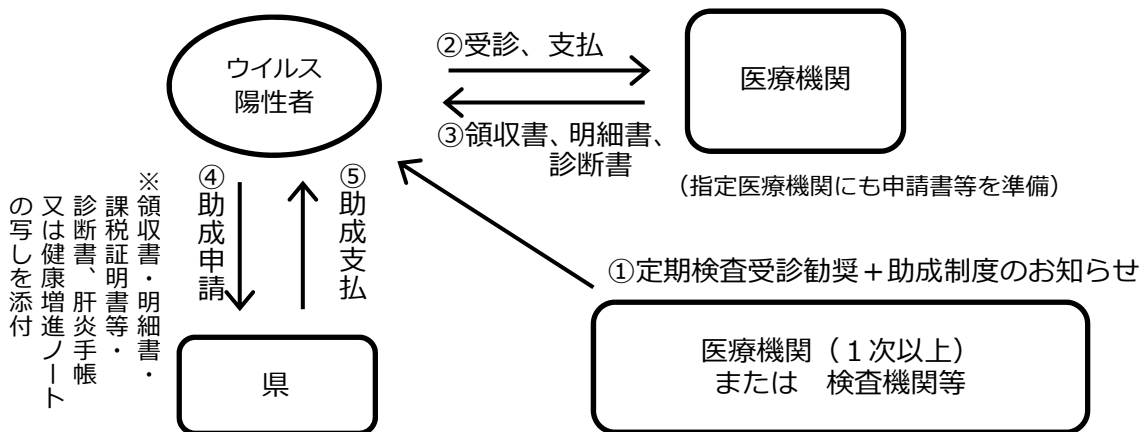 ウイルス
陽性者
②受診、支払
③領収書、明細書、
診断書
医療機関
（指定医療機関にも申請書等を準備）
④助成申請
⑤助成支払
※領収書・明細書・
課税証明書等・
診断書、肝炎手帳
又は健康増進ノート
の写しを添付
①定期検査受診勧奨＋助成制度のお知らせ
県
医療機関（１次以上）
または　検査機関等